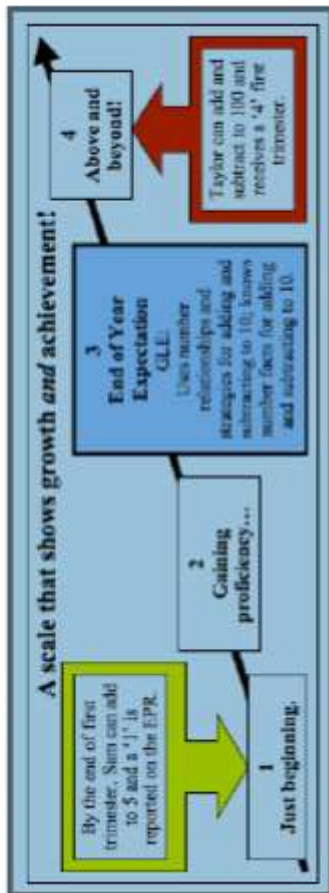 A scale that shows growth and achievement!
By the end of first
trimester, Sam can add
to 5 and a '1' is
reported on the EPR.
1
Just beginning.
2
Gaining
proficiency...
3
End of Year
Expectation
GLE:
Uses number
relationships and
strategies for adding and
subtracting to 10; knows
number facts for adding
and subtracting to 10.
4
Above and
beyond!
Taylor can add and
subtract to 100 and
receives a '4' first
trimester.